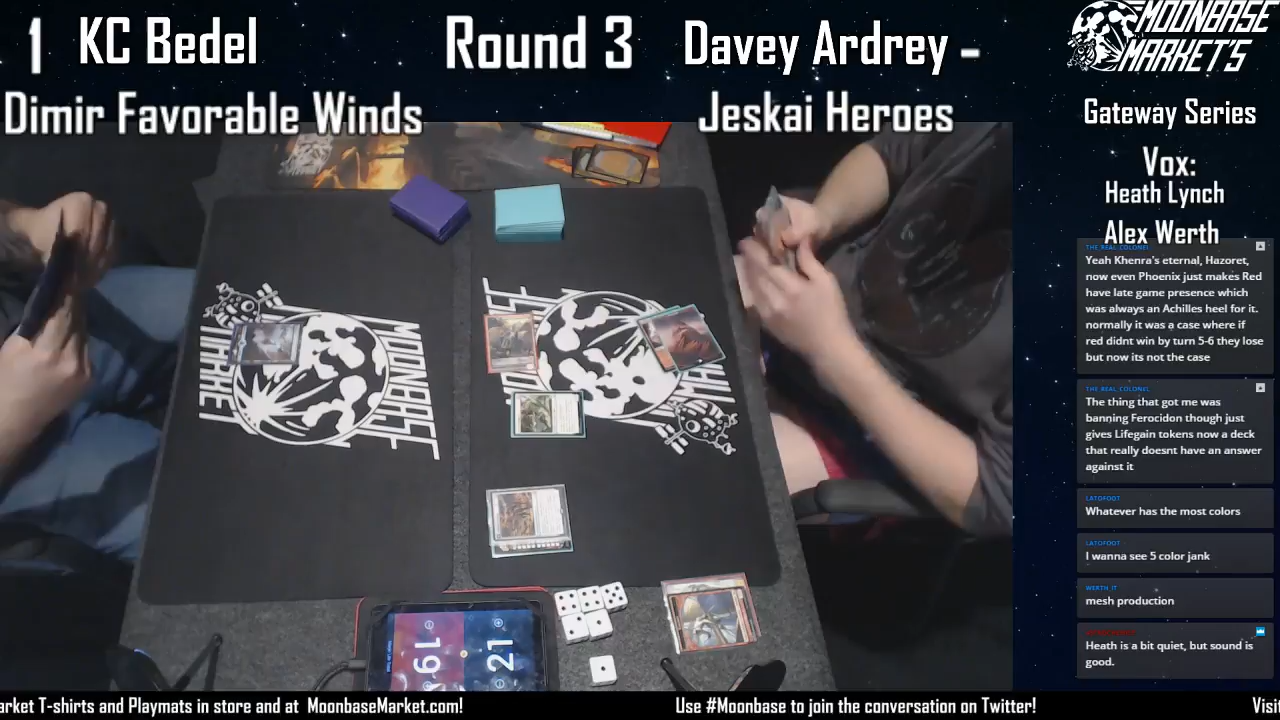 1 KC Bedel
Round 3
Davey Ardrey -
Dimir Favorable Winds
Jeskai Heroes
MOONBASE
MARKET'S
Gateway Series
Vox:
Heath Lynch
Alex Werth
THE_REAL_COLONEL
Yeah Khenra's eternal, Hazoret,
now even Phoenix just makes Red
have late game presence which
was always an Achilles heel for it.
normally it was a case where if
red didnt win by turn 5-6 they lose
but now its not the case
THE_REAL_COLONEL
The thing that got me was
banning Ferocidon though just
gives Lifegain tokens now a deck
that really doesnt have an answer
against it
LATOFOOT
Whatever has the most colors
LATOFOOT
I wanna see 5 color jank
WERTH_IT
mesh production
Heath is a bit quiet, but sound is
good.
MOONBASE
MARKET
19
21
arket T-shirts and Playmats in store and at MoonbaseMarket.com!
Use #Moonbase to join the conversation on Twitter!
Visi